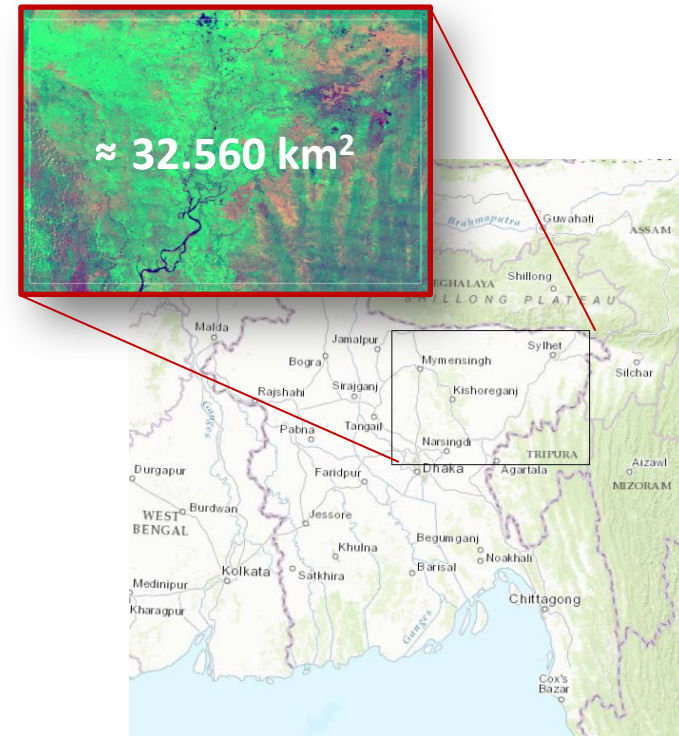 ≈ 32.560 km²
Brahmaputra
Guwahati
ASSAM
Shillong
EGHALAYA
SHILLONG PLATEAU
Malda
Jamalpur
Sylhet
Bogra
Mymensingh
Silchar
Ganges
Rajshahi
Sirajganj
Kishoreganj
Pabna
Tangail
Narsingdi
TRIPURA
Durgapur
Faridpur
Dhaka
Agartala
Aizawl
MIZORAM
Burdwan
WEST
BENGAL
Jessore
Khulna
Begumganj
Noakhali
Kolkata
Satkhira
Barisal
Medinipur
Kharagpur
Chittagong
Ganges
Cox's
Bazar